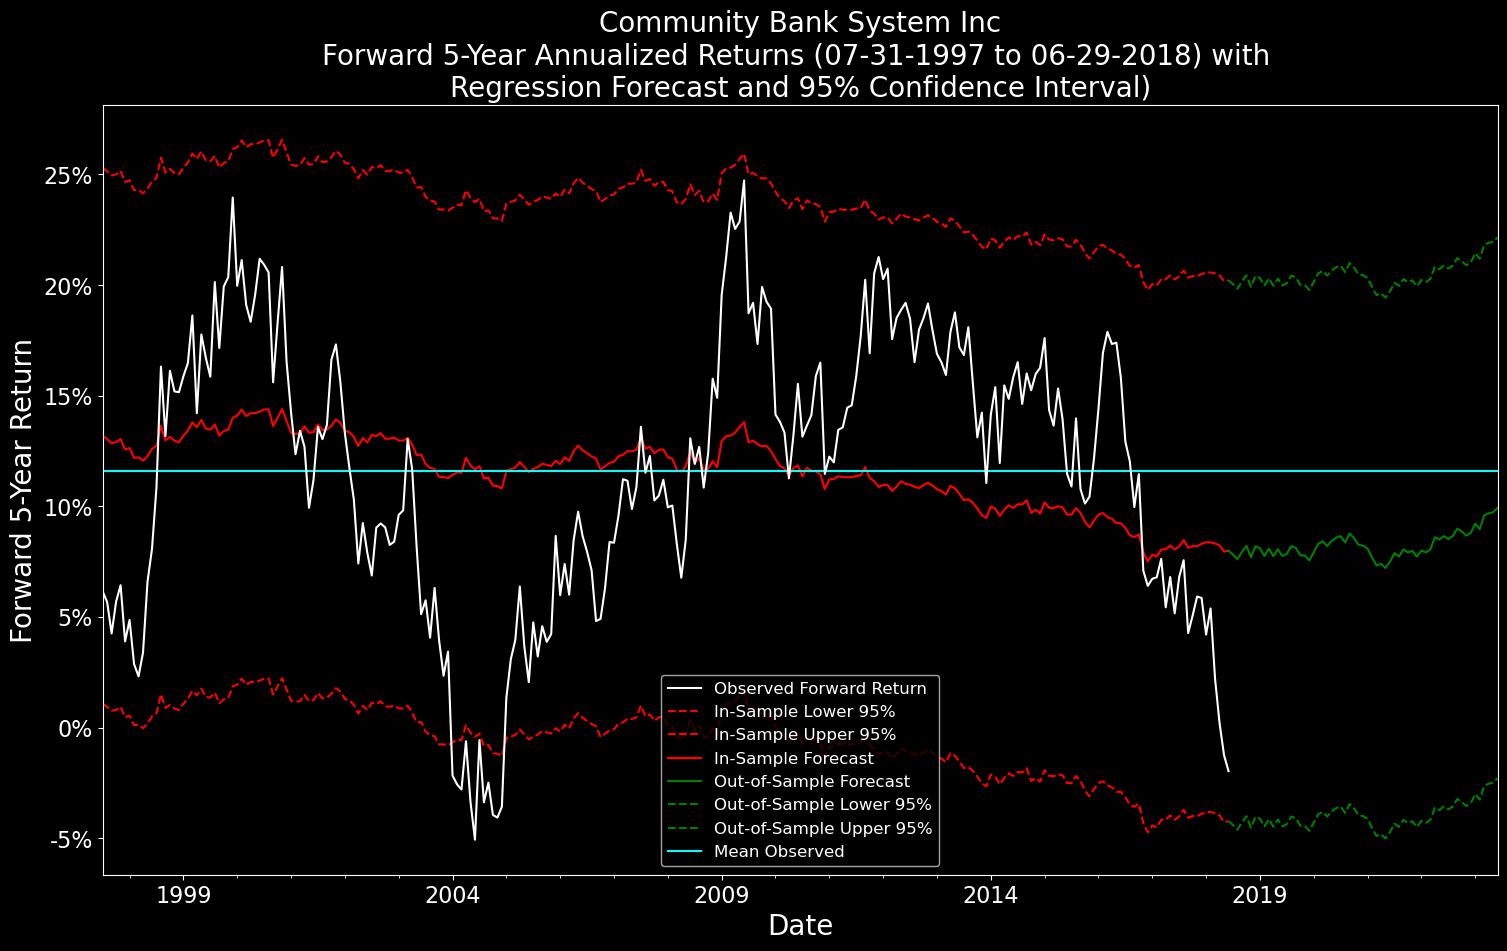 Community Bank System Inc
Forward 5-Year Annualized Returns (07-31-1997 to 06-29-2018) with
Regression Forecast and 95% Confidence Interval)
Forward 5-Year Return
25%
20%
15%
10%
5%
0%
-5%
Observed Forward Return
In-Sample Lower 95%
In-Sample Upper 95%
In-Sample Forecast
Out-of-Sample Forecast
Out-of-Sample Lower 95%
Out-of-Sample Upper 95%
Mean Observed
1999
2004
2009
2014
2019
Date